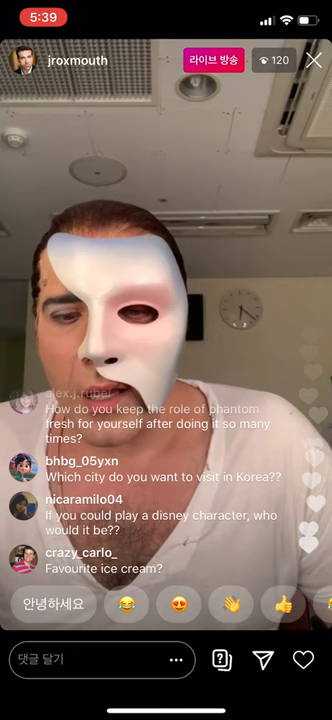 5:39
jroxmouth
라이브 방송
120
alex.j.rubel
How do you keep the role of phantom
fresh for yourself after doing it so many
times?
bhbg_05yxn
Which city do you want to visit in Korea??
nicaramilo04
If you could play a disney character, who
would it be??
crazy_carlo_
Favourite ice cream?
안녕하세요
댓글 달기